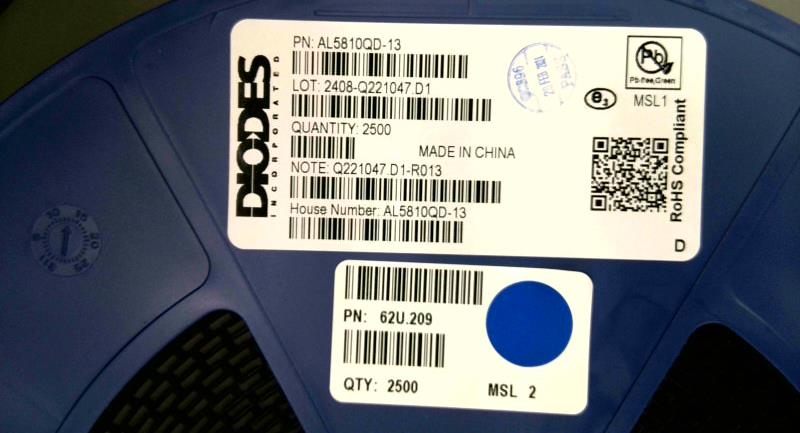 DIODES
INCORPORATED
PN: AL5810QD-13
LOT: 2408-Q221047.D1
QUANTITY: 2500
MADE IN CHINA
NOTE: Q221047.D1-R013
House Number: AL5810QD-13
Pb
Pb-free,Green
e3
MSL1
RoHS Compliant
D
PN: 62U.209
QTY: 2500
MSL 2